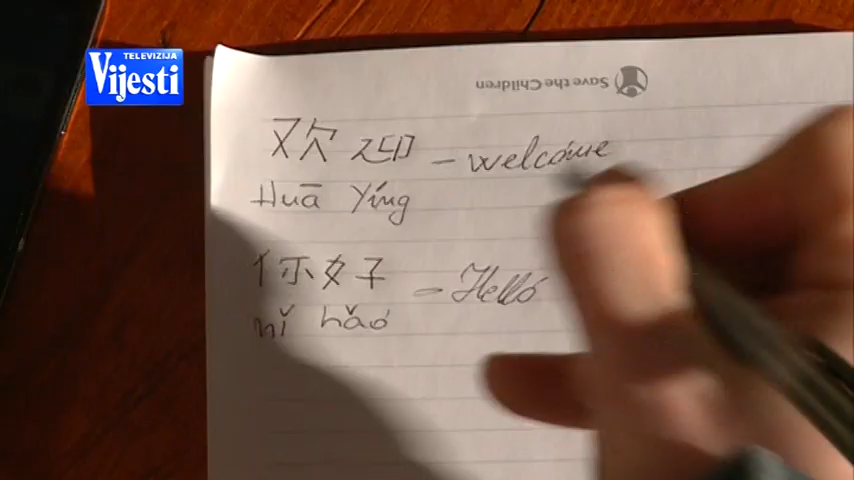 TELEVIZIJA
Vijesti
Save the Children
欢迎 - welcome
Huā Yíng
你好 - Hello
nǐ hǎo